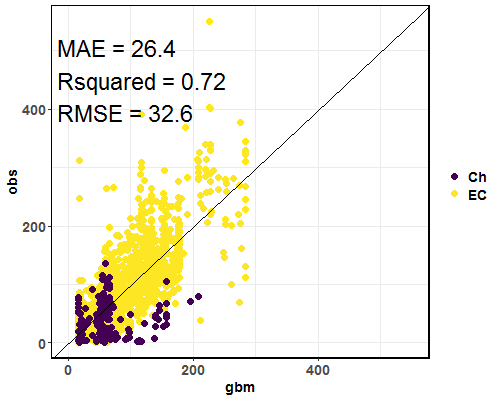 MAE = 26.4
Rsquared = 0.72
RMSE = 32.6
obs
400
200
0
0 200 400
gbm
Ch
EC